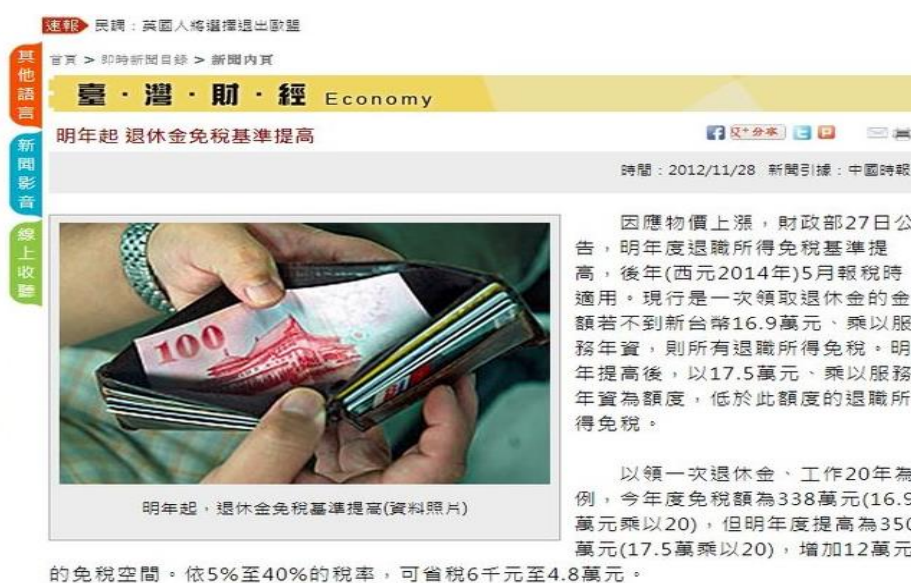 速報 民調：英國人將選擇退出歐盟
首頁 > 即時新聞目錄 > 新聞內頁
其他語言
新聞影音
線上收聽
臺．灣．財．經 Economy
明年起 退休金免稅基準提高
分享
時間：2012/11/28 新聞引據：中國時報
100
明年起，退休金免稅基準提高(資料照片)
因應物價上漲，財政部27日公
告，明年度退職所得免稅基準提
高，後年(西元2014年)5月報稅時
適用。現行是一次領取退休金的金
額若不到新台幣16.9萬元、乘以服
務年資，則所有退職所得免稅。明
年提高後，以17.5萬元、乘以服務
年資為額度，低於此額度的退職所
得免稅。
以領一次退休金、工作20年為
例，今年度免稅額為338萬元(16.9
萬元乘以20)，但明年度提高為350
萬元(17.5萬乘以20)，增加12萬元
的免稅空間。依5%至40%的稅率，可省稅6千元至4.8萬元。